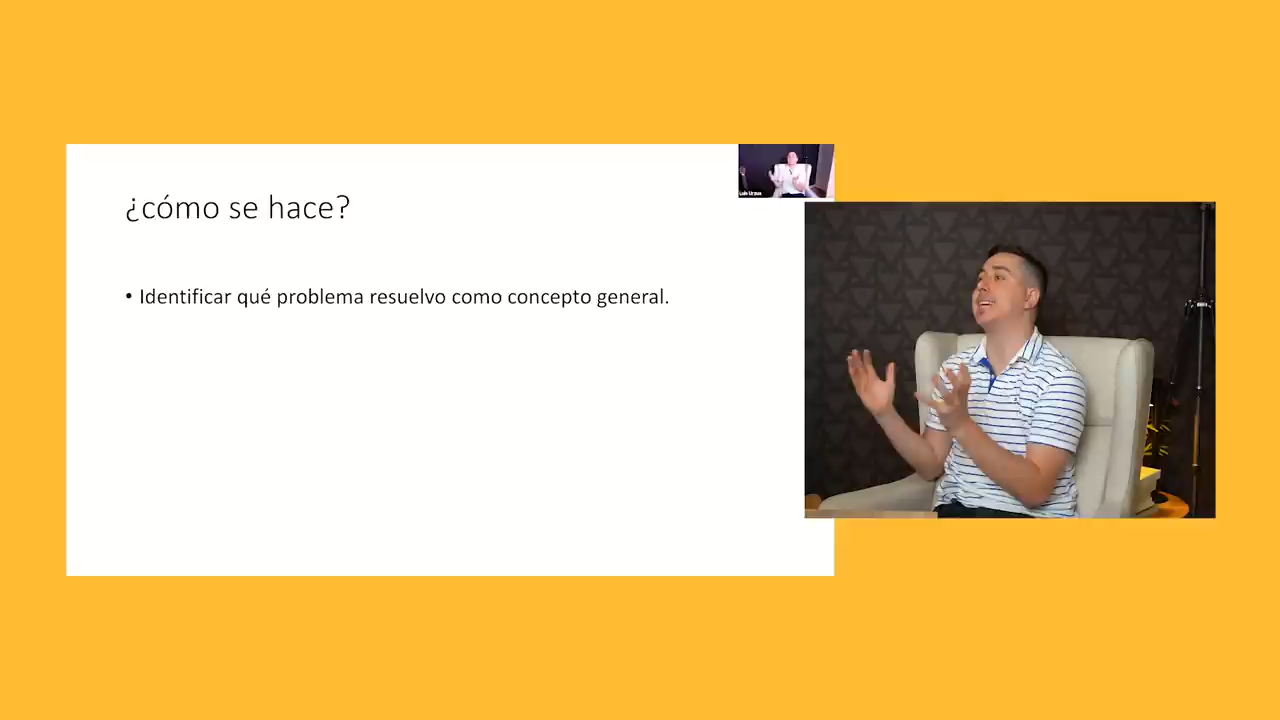 ¿cómo se hace?
• Identificar qué problema resuelvo como concepto general.